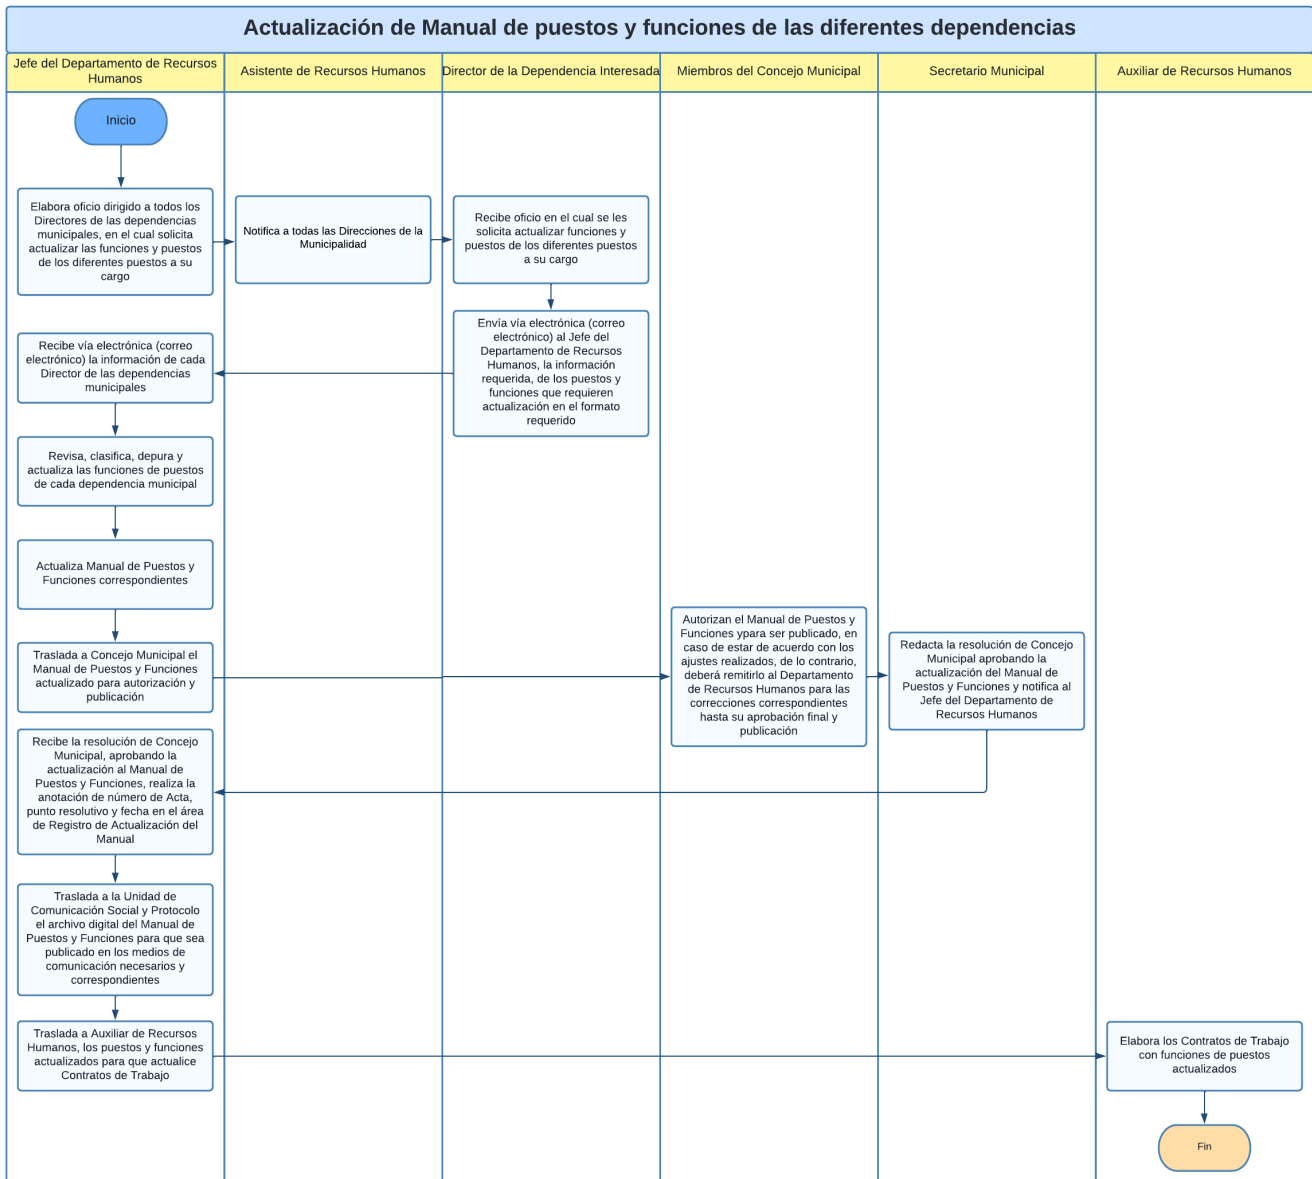 Actualización de Manual de puestos y funciones de las diferentes dependencias
Jefe del Departamento de Recursos
Humanos
Asistente de Recursos Humanos
Director de la Dependencia Interesada
Miembros del Concejo Municipal
Secretario Municipal
Auxiliar de Recursos Humanos
Inicio
Elabora oficio dirigido a todos los
Directores de las dependencias
municipales, en el cual solicita
actualizar las funciones y puestos
de los diferentes puestos a su
cargo
Notifica a todas las Direcciones de la
Municipalidad
Recibe oficio en el cual se les
solicita actualizar funciones y
puestos de los diferentes puestos
a su cargo
Envía vía electrónica (correo
electrónico) al Jefe del
Departamento de Recursos
Humanos, la información
requerida, de los puestos y
funciones que requieren
actualización en el formato
requerido
Recibe vía electrónica (correo
electrónico) la información de cada
Director de las dependencias
municipales
Revisa, clasifica, depura y
actualiza las funciones de puestos
de cada dependencia municipal
Actualiza Manual de Puestos y
Funciones correspondientes
Traslada a Concejo Municipal el
Manual de Puestos y Funciones
actualizado para autorización y
publicación
Autorizan el Manual de Puestos y
Funciones ypara ser publicado, en
caso de estar de acuerdo con los
ajustes realizados, de lo contrario,
deberá remitirlo al Departamento
de Recursos Humanos para las
correcciones correspondientes
hasta su aprobación final y
publicación
Redacta la resolución de Concejo
Municipal aprobando la
actualización del Manual de
Puestos y Funciones y notifica al
Jefe del Departamento de
Recursos Humanos
Recibe la resolución de Concejo
Municipal, aprobando la
actualización al Manual de
Puestos y Funciones, realiza la
anotación de número de Acta,
punto resolutivo y fecha en el área
de Registro de Actualización del
Manual
Traslada a la Unidad de
Comunicación Social y Protocolo
el archivo digital del Manual de
Puestos y Funciones para que sea
publicado en los medios de
comunicación necesarios y
correspondientes
Traslada a Auxiliar de Recursos
Humanos, los puestos y funciones
actualizados para que actualice
Contratos de Trabajo
Elabora los Contratos de Trabajo
con funciones de puestos
actualizados
Fin